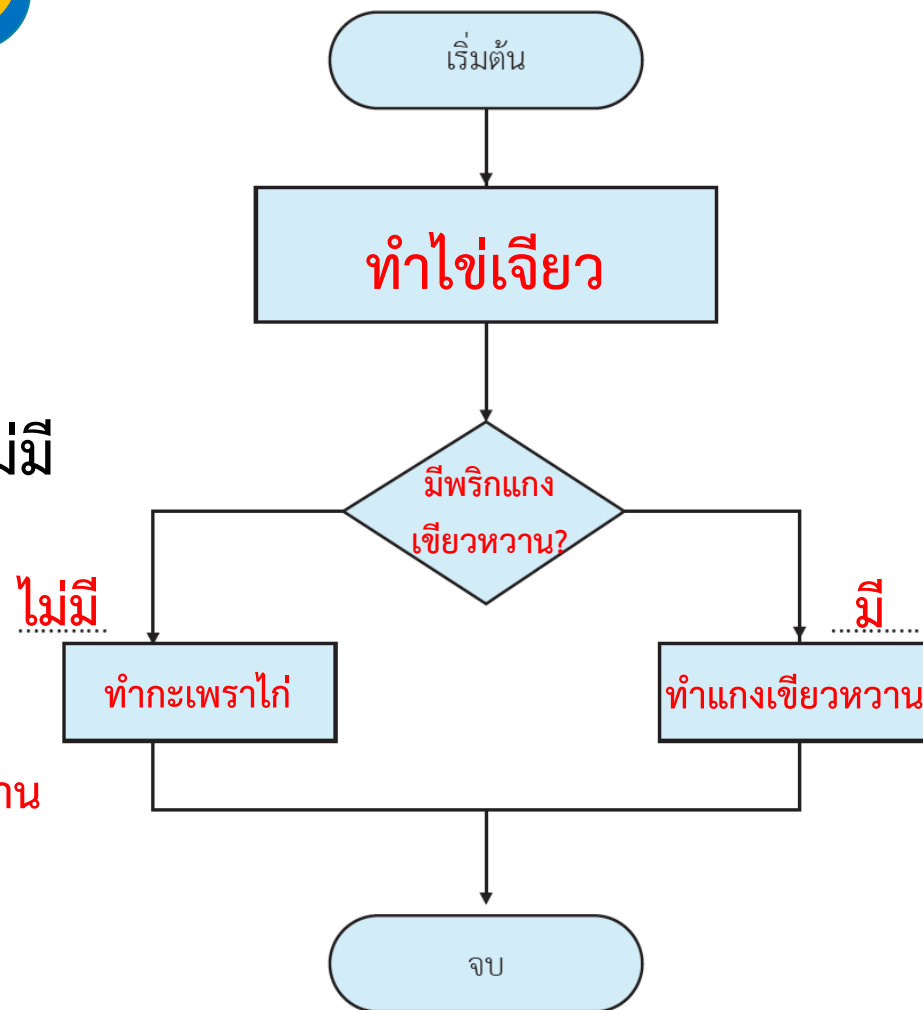 เริ่มต้น
ทำไข่เจียว
มีพริกแกง
เขียวหวาน?
ไม่มี
มี
ทำกะเพราไก่
ทำแกงเขียวหวาน
จบ